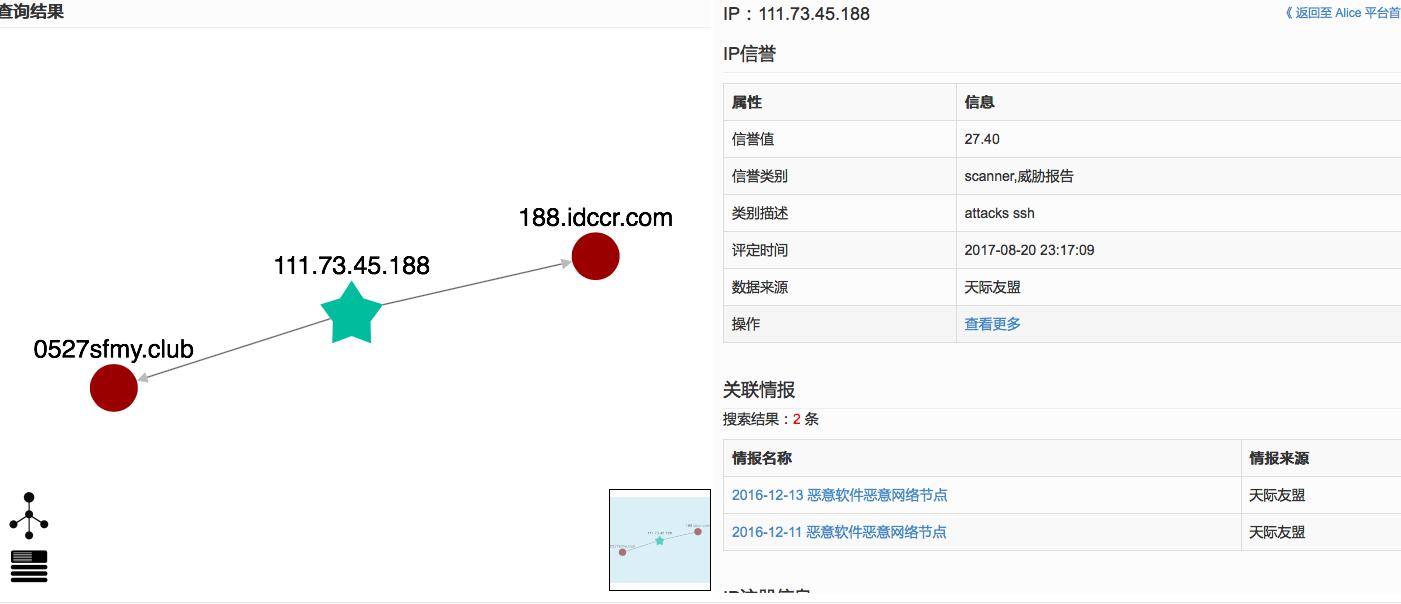 查询结果
188.idccr.com
111.73.45.188
0527sfmy.club
IP：111.73.45.188
《 返回至 Alice 平台首
IP信誉
属性 信息
信誉值 27.40
信誉类别 scanner,威胁报告
类别描述 attacks ssh
评定时间 2017-08-20 23:17:09
数据来源 天际友盟
操作 查看更多
关联情报
搜索结果：2 条
情报名称 情报来源
2016-12-13 恶意软件恶意网络节点 天际友盟
2016-12-11 恶意软件恶意网络节点 天际友盟